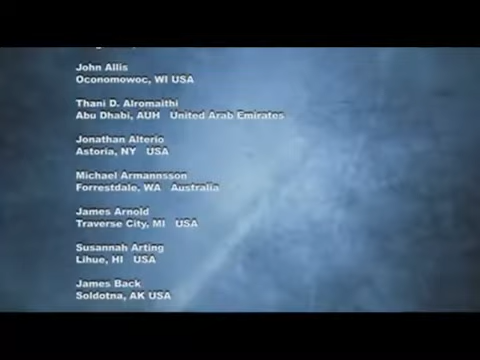 John Allis
Oconomowoc, WI USA
Thani D. Alromaithi
Abu Dhabi, AUH United Arab Emirates
Jonathan Alterio
Astoria, NY USA
Michael Armannsson
Forrestdale, WA Australia
James Arnold
Traverse City, MI USA
Susannah Arting
Lihue, HI USA
James Back
Soldotna, AK USA